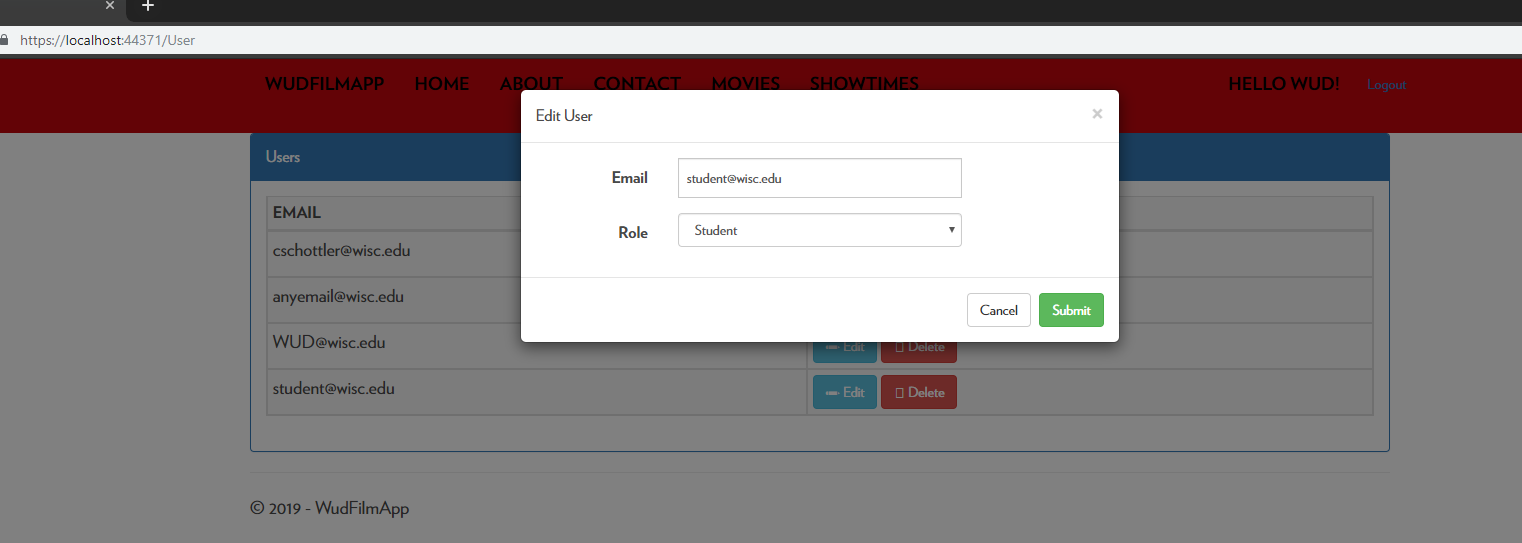 ×
+
https://localhost:44371/User
WUDFILMAPP HOME ABOUT CONTACT MOVIES SHOWTIMES HELLO WUD! Logout
Edit User ×
Users
Email student@wisc.edu
Role Student
Cancel Submit
EMAIL
cschottler@wisc.edu
anyemail@wisc.edu
WUD@wisc.edu Edit Delete
student@wisc.edu Edit Delete
© 2019 - WudFilmApp